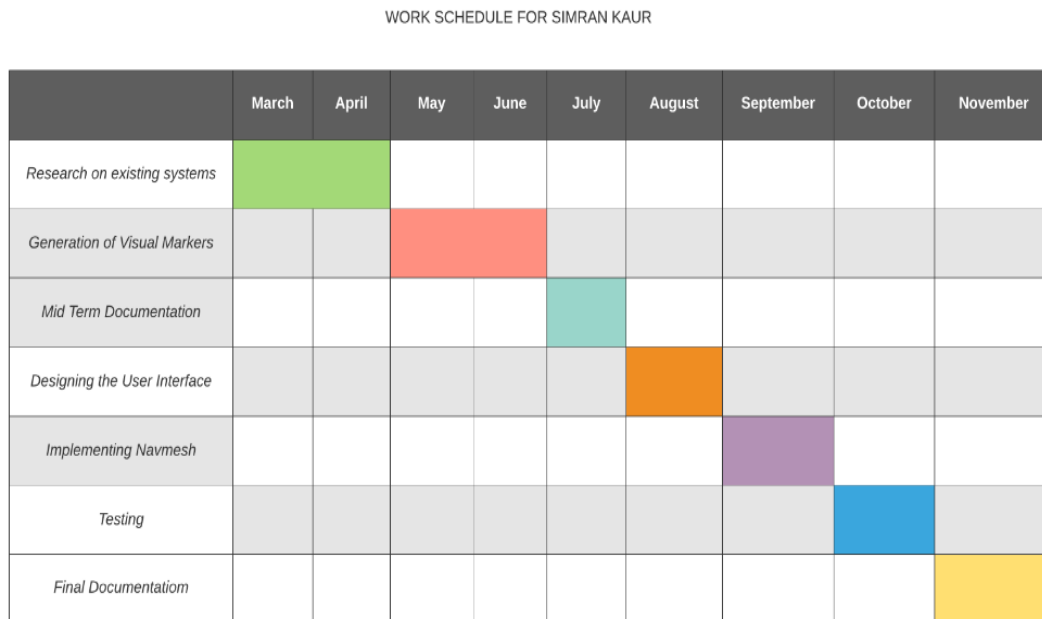 WORK SCHEDULE FOR SIMRAN KAUR
March April May June July August September October November
Research on existing systems
Generation of Visual Markers
Mid Term Documentation
Designing the User Interface
Implementing Navmesh
Testing
Final Documentatiom